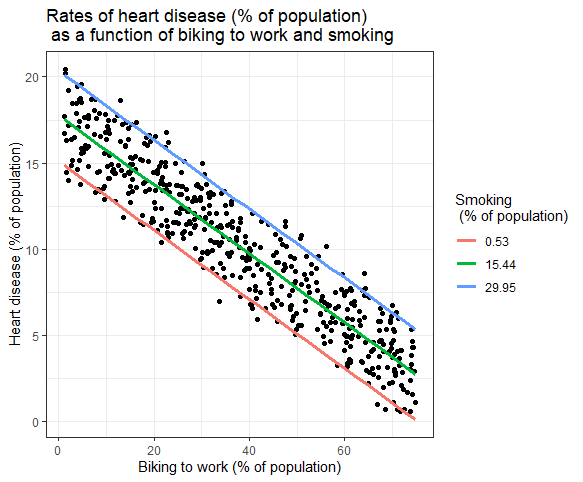 Rates of heart disease (% of population)
as a function of biking to work and smoking
Heart disease (% of population)
20
15
10
5
0
0 20 40 60
Biking to work (% of population)
Smoking
(% of population)
0.53
15.44
29.95